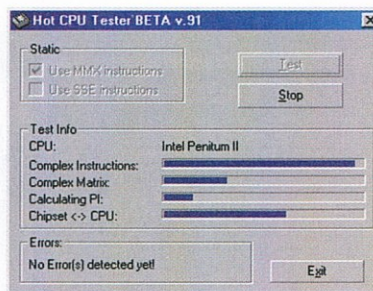 Hot CPU Tester BETA v.91
Static
Use MMX instructions
Use SSE instructions
Test
Stop
Test Info
CPU: Intel Penitum II
Complex Instructions:
Complex Matrix:
Calculating PI:
Chipset <-> CPU:
Errors:
No Error(s) detected yet!
Exit